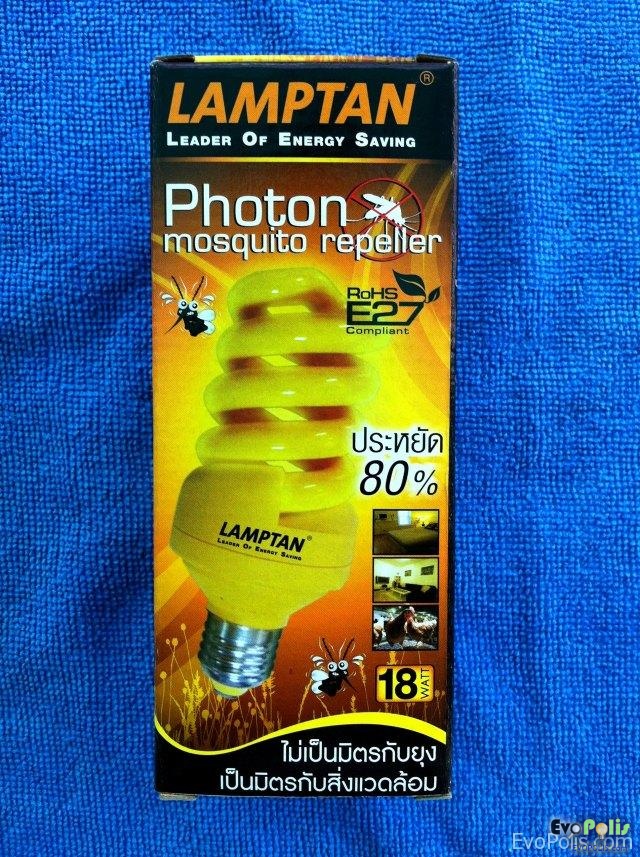 LAMPTAN®
LEADER OF ENERGY SAVING
Photon
mosquito repeller
RoHS
E27
Compliant
ประหยัด
80%
LAMPTAN®
LEADER OF ENERGY SAVING
18 WATT
ไม่เป็นมิตรกับยุง
เป็นมิตรกับสิ่งแวดล้อม
EvoPolis
EvoPolis.com